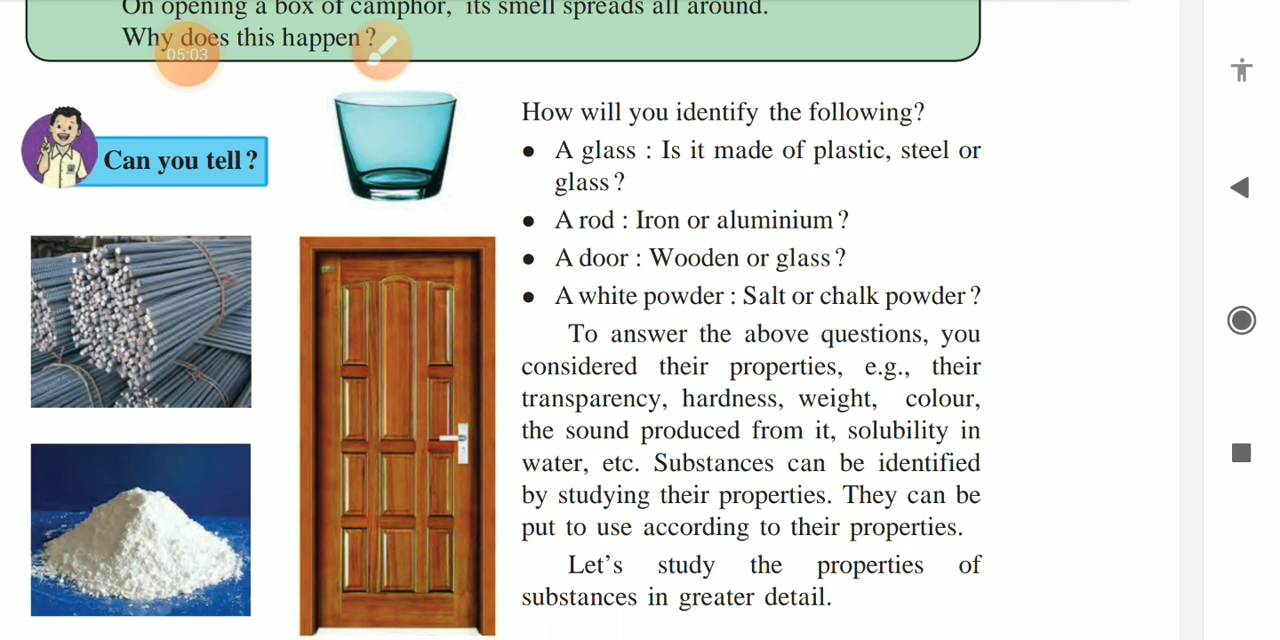 On opening a box of camphor, its smell spreads all around.
Why does this happen?
05:03
Can you tell?
How will you identify the following?
● A glass : Is it made of plastic, steel or
glass?
● A rod : Iron or aluminium?
● A door : Wooden or glass?
● A white powder : Salt or chalk powder?
To answer the above questions, you
considered their properties, e.g., their
transparency, hardness, weight, colour,
the sound produced from it, solubility in
water, etc. Substances can be identified
by studying their properties. They can be
put to use according to their properties.
Let's study the properties of
substances in greater detail.